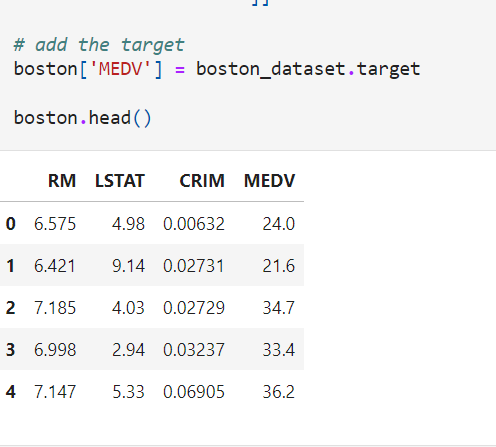 ]]
# add the target
boston['MEDV'] = boston_dataset.target
boston.head()
RM LSTAT CRIM MEDV
0 6.575 4.98 0.00632 24.0
1 6.421 9.14 0.02731 21.6
2 7.185 4.03 0.02729 34.7
3 6.998 2.94 0.03237 33.4
4 7.147 5.33 0.06905 36.2